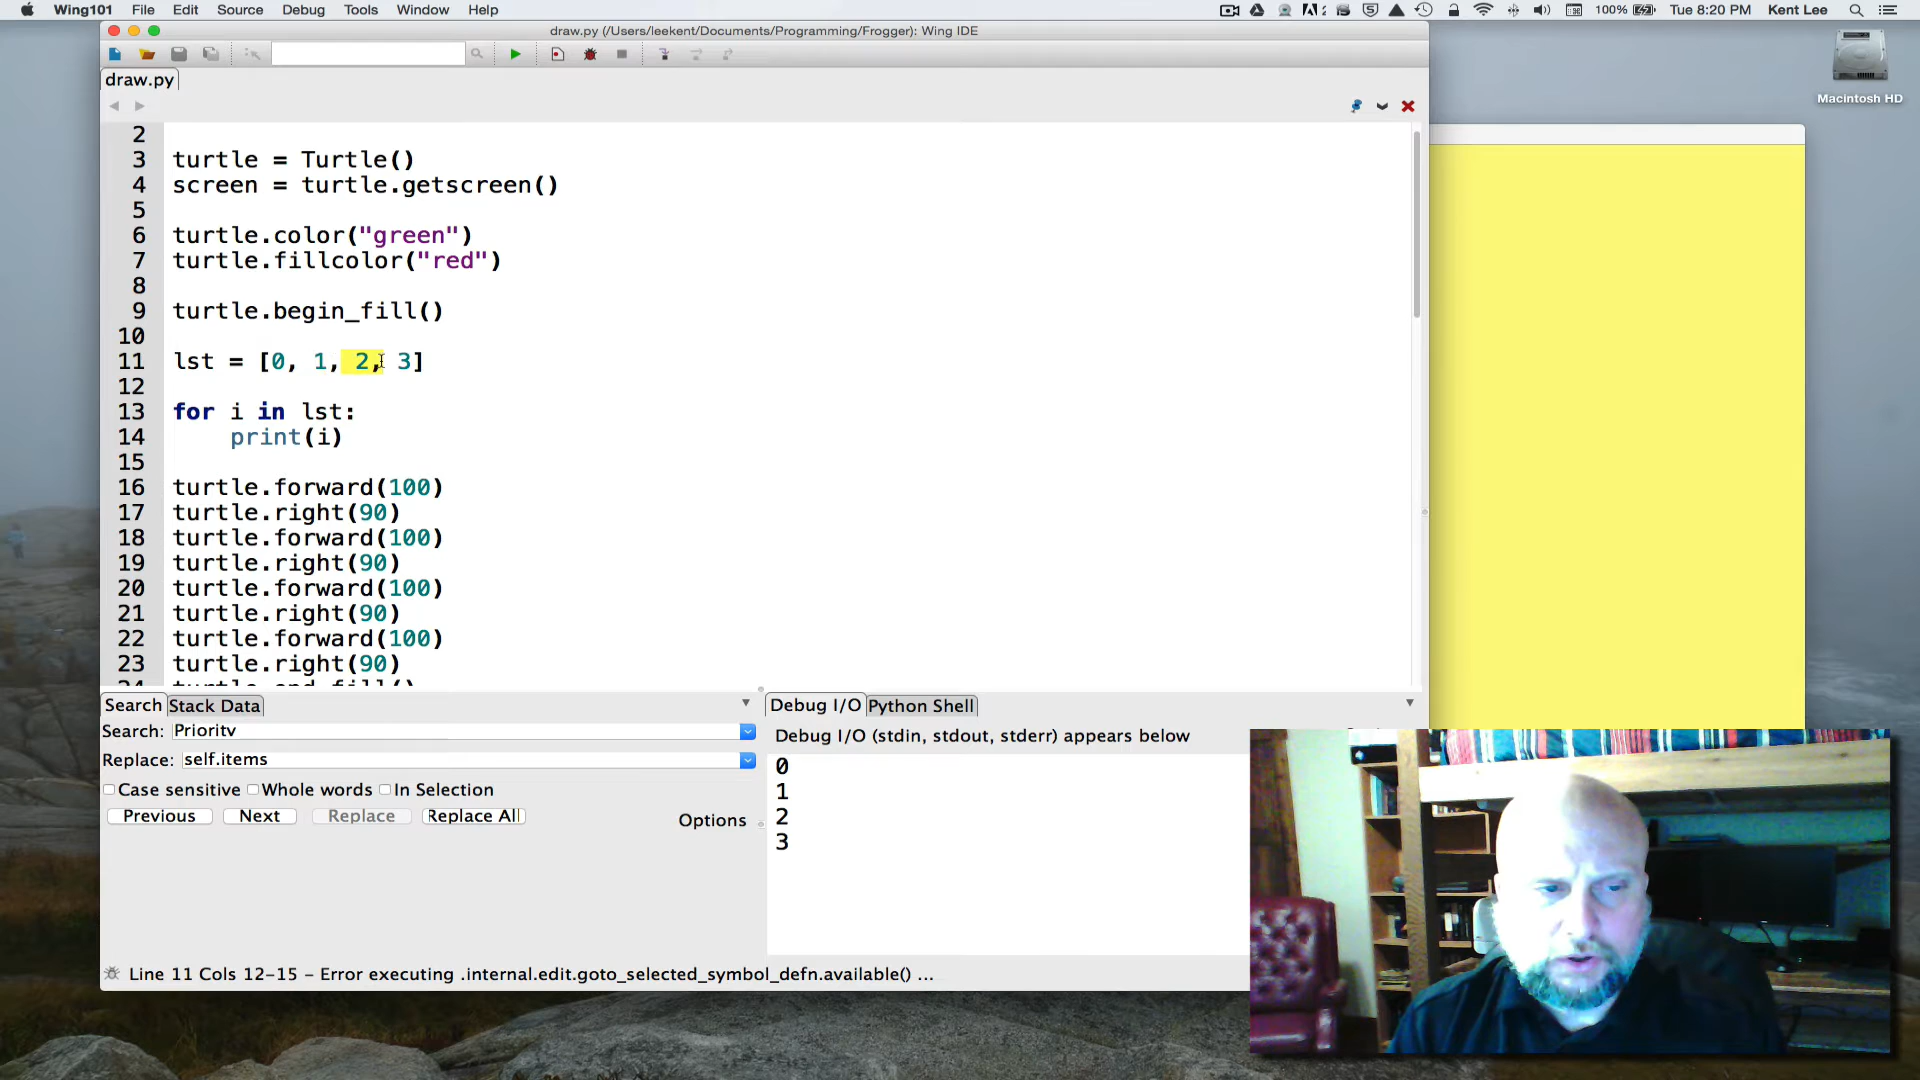 Wing101 File Edit Source Debug Tools Window Help 100% Tue 8:20 PM Kent Lee
draw.py (/Users/leekent/Documents/Programming/Frogger): Wing IDE
draw.py
Macintosh HD
2
3 turtle = Turtle()
4 screen = turtle.getscreen()
5
6 turtle.color("green")
7 turtle.fillcolor("red")
8
9 turtle.begin_fill()
10
11 lst = [0, 1, 2, 3]
12
13 for i in lst:
14 print(i)
15
16 turtle.forward(100)
17 turtle.right(90)
18 turtle.forward(100)
19 turtle.right(90)
20 turtle.forward(100)
21 turtle.right(90)
22 turtle.forward(100)
23 turtle.right(90)
24 turtle.end_fill()
Search Stack Data
Search: Priority
Replace: self.items
Case sensitive Whole words In Selection
Previous Next Replace Replace All Options
Debug I/O Python Shell
Debug I/O (stdin, stdout, stderr) appears below
0
1
2
3
Line 11 Cols 12-15 - Error executing .internal.edit.goto_selected_symbol_defn.available() ...